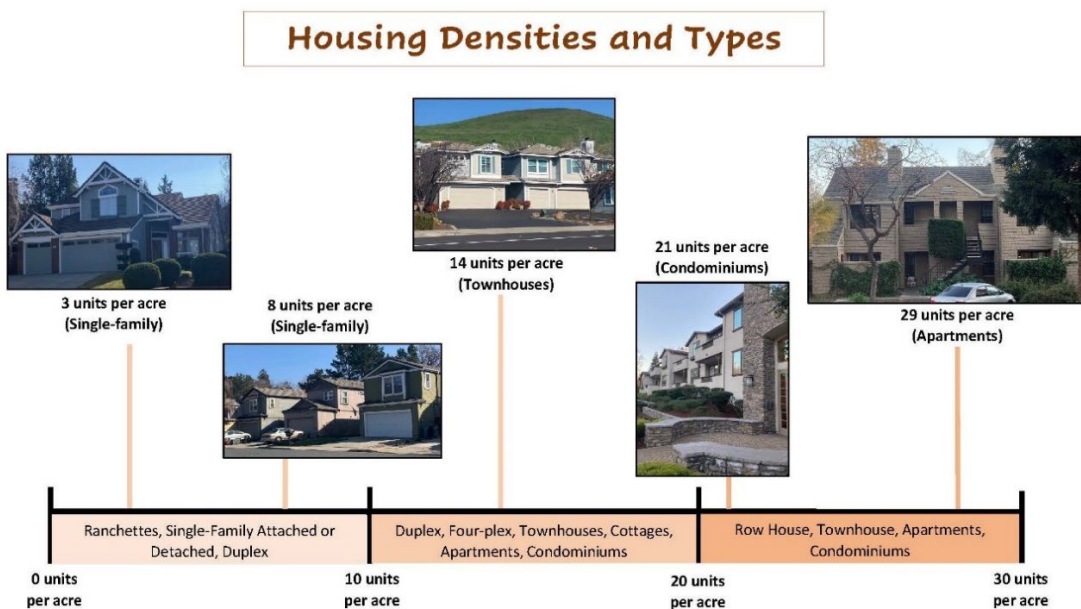 Housing Densities and Types
3 units per acre
(Single-family)
8 units per acre
(Single-family)
14 units per acre
(Townhouses)
21 units per acre
(Condominiums)
29 units per acre
(Apartments)
Ranchettes, Single-Family Attached or
Detached, Duplex
Duplex, Four-plex, Townhouses, Cottages,
Apartments, Condominiums
Row House, Townhouse, Apartments,
Condominiums
0 units
per acre
10 units
per acre
20 units
per acre
30 units
per acre